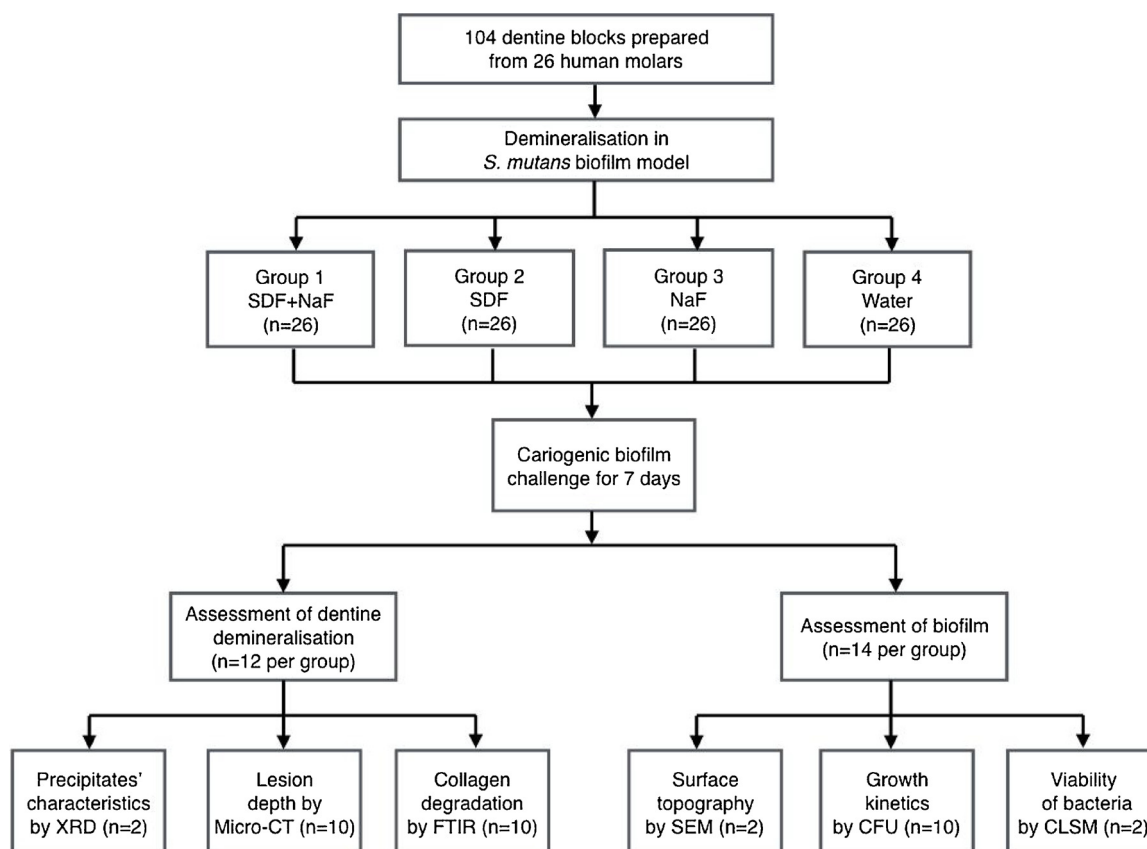 104 dentine blocks prepared
from 26 human molars
Demineralisation in
S. mutans biofilm model
Group 1
SDF+NaF
(n=26)
Group 2
SDF
(n=26)
Group 3
NaF
(n=26)
Group 4
Water
(n=26)
Cariogenic biofilm
challenge for 7 days
Assessment of dentine
demineralisation
(n=12 per group)
Assessment of biofilm
(n=14 per group)
Precipitates’
characteristics
by XRD (n=2)
Lesion
depth by
Micro-CT (n=10)
Collagen
degradation
by FTIR (n=10)
Surface
topography
by SEM (n=2)
Growth
kinetics
by CFU (n=10)
Viability
of bacteria
by CLSM (n=2)